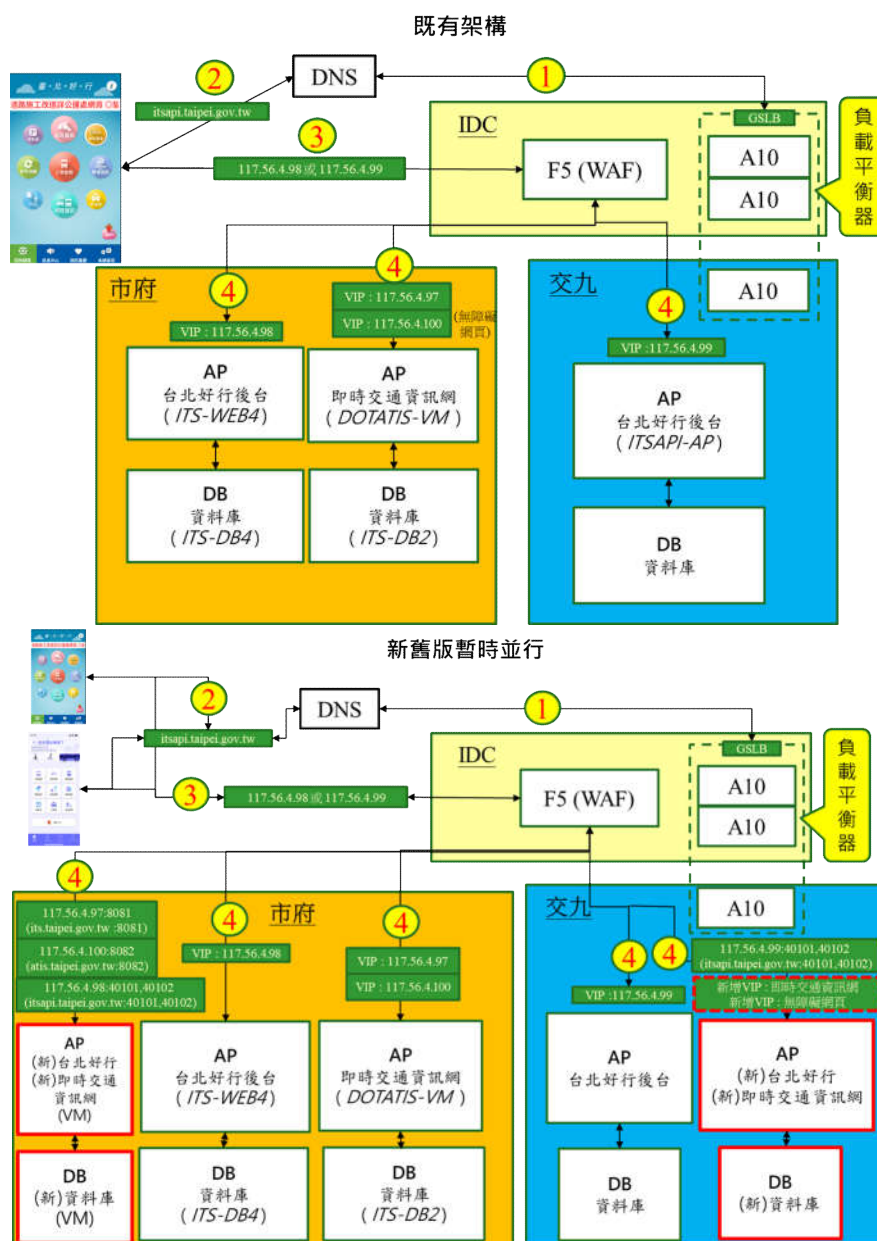 既有架構
臺‧北‧好‧行
DNS
2
1
itsapi.taipei.gov.tw
3
117.56.4.98或117.56.4.99
IDC
F5 (WAF)
GSLB
A10
A10
負載平衡器
市府
4
VIP : 117.56.4.98
AP
台北好行後台
( ITS-WEB4)
DB
資料庫
( ITS-DB4)
4
VIP : 117.56.4.97
VIP : 117.56.4.100
(無障礙
網頁)
AP
即時交通資訊網
(DOTATIS-VM )
DB
資料庫
( ITS-DB2)
交九
A10
4
VIP :117.56.4.99
AP
台北好行後台
(ITSAPI-AP)
DB
資料庫
新舊版暫時並行
2
DNS
1
itsapi.taipei.gov.tw
3
117.56.4.98或117.56.4.99
IDC
F5 (WAF)
GSLB
A10
A10
負載平衡器
市府
4
117.56.4.97:8081
(its.taipei.gov.tw :8081)
117.56.4.100:8082
(atis.taipei.gov.tw:8082)
117.56.4.98:40101,40102
(itsapi.taipei.gov.tw:40101,40102)
AP
(新)台北好行
(新)即時交通
資訊網
(VM)
DB
(新)資料庫
(VM)
4
VIP :117.56.4.98
AP
台北好行後台
(ITS-WEB4)
DB
資料庫
( ITS-DB4)
4
VIP : 117.56.4.97
VIP : 117.56.4.100
AP
即時交通資訊網
(DOTATIS-VM)
DB
資料庫
(ITS-DB2)
交九
A10
4
4
VIP :117.56.4.99
AP
台北好行後台
DB
資料庫
117.56.4.99:40101,40102
(itsapi.taipei.gov.tw:40101,40102)
新增VIP : 即時交通資訊網
新增VIP : 無障礙網頁
AP
(新)台北好行
(新)即時交通資訊網
DB
(新)資料庫